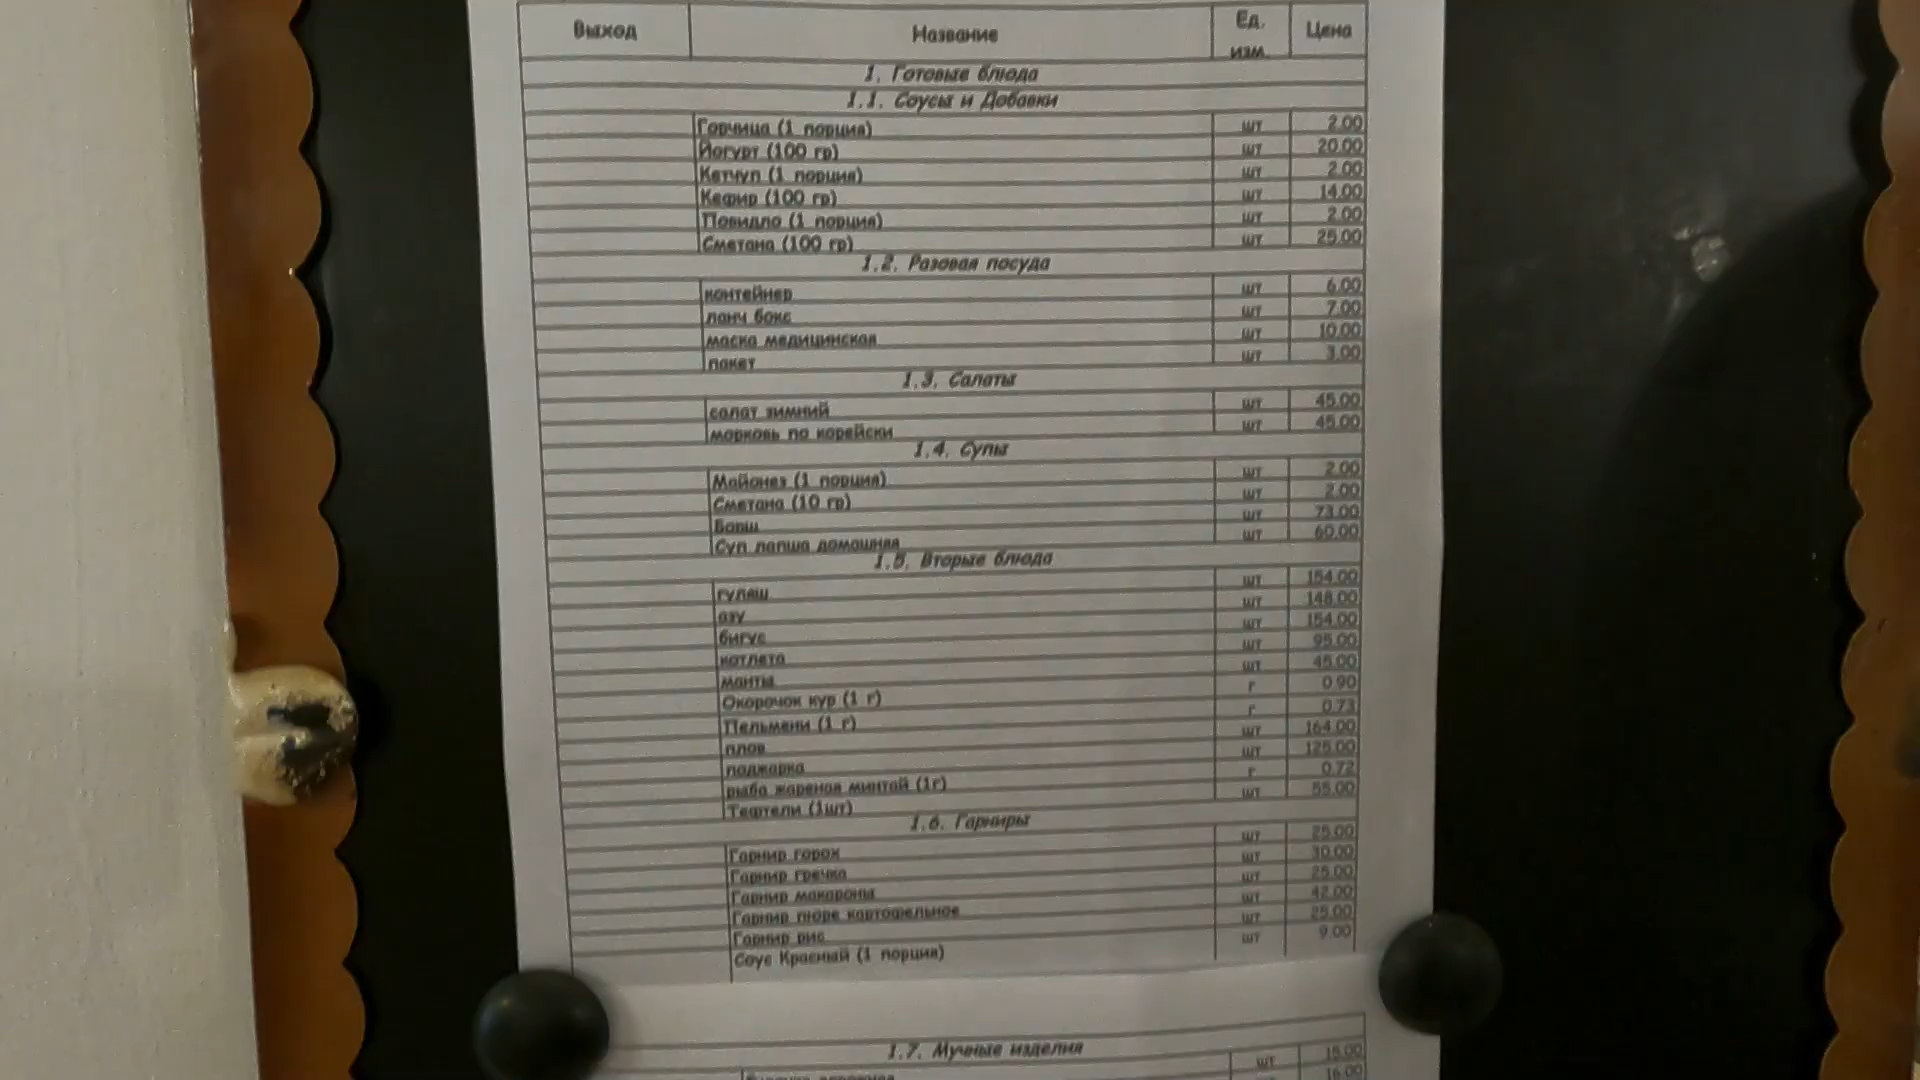 Выход Название Ед. изм. Цена
1. Готовые блюда
1.1. Соусы и Добавки
Горчица (1 порция) шт 2.00
Йогурт (100 гр) шт 20.00
Кетчуп (1 порция) шт 2.00
Кефир (100 гр) шт 14.00
Повидло (1 порция) шт 2.00
Сметана (100 гр) шт 25.00
1.2. Разовая посуда
контейнер шт 6.00
ланч бокс шт 7.00
маска медицинская шт 10.00
пакет шт 3.00
1.3. Салаты
салат зимний шт 45.00
морковь по корейски шт 45.00
1.4. Супы
Майонез (1 порция) шт 2.00
Сметана (10 гр) шт 2.00
Борщ шт 73.00
Суп лапша домашняя шт 60.00
1.5. Вторые блюда
гуляш шт 154.00
азу шт 148.00
бигус шт 154.00
котлета шт 95.00
манты шт 45.00
Окорочок кур (1 г) г 0.90
Пельмени (1 г) г 0.73
плов шт 164.00
поджарка шт 125.00
рыба жареная минтай (1г) г 0.72
Тефтели (1шт) шт 55.00
1.6. Гарниры
Гарнир горох шт 25.00
Гарнир гречка шт 30.00
Гарнир макароны шт 25.00
Гарнир пюре картофельное шт 42.00
Гарнир рис шт 25.00
Соус Красный (1 порция) шт 9.00
1.7. Мучные изделия
шт 15.00
16.00